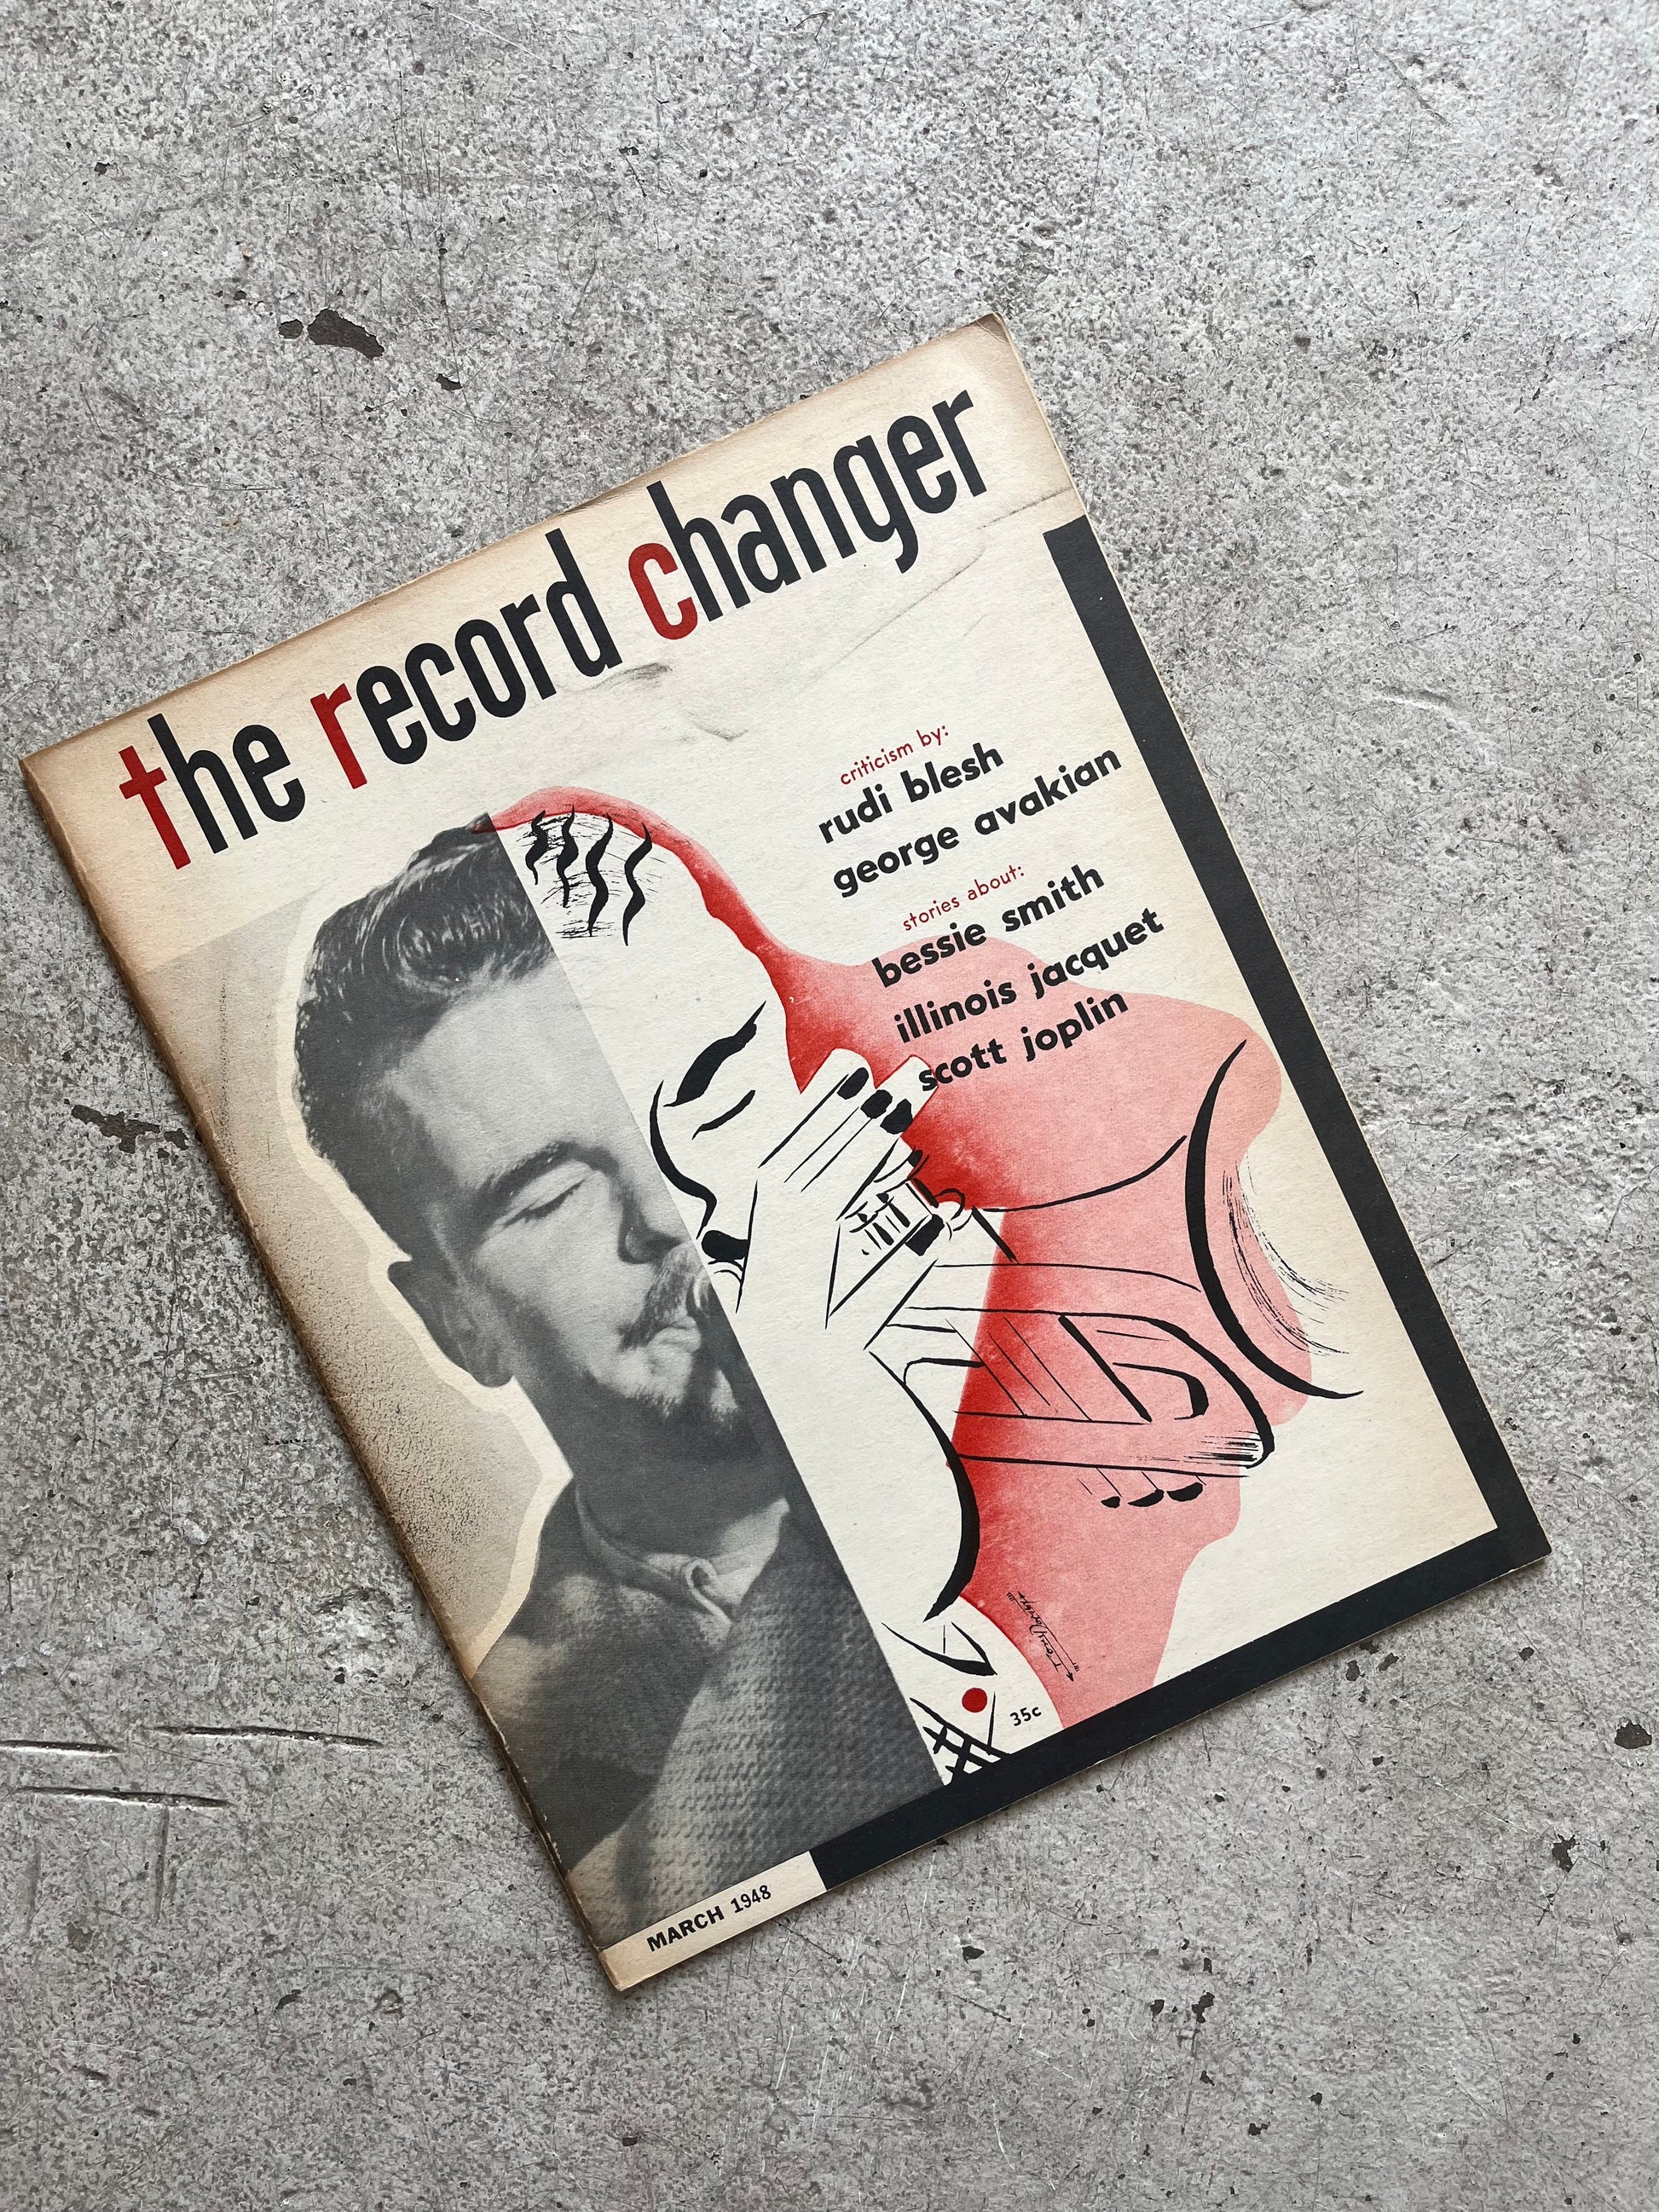 the record changer
criticism by:
rudi blesh
george avakian
stories about:
bessie smith
illinois jacquet
scott joplin
35c
MARCH 1948